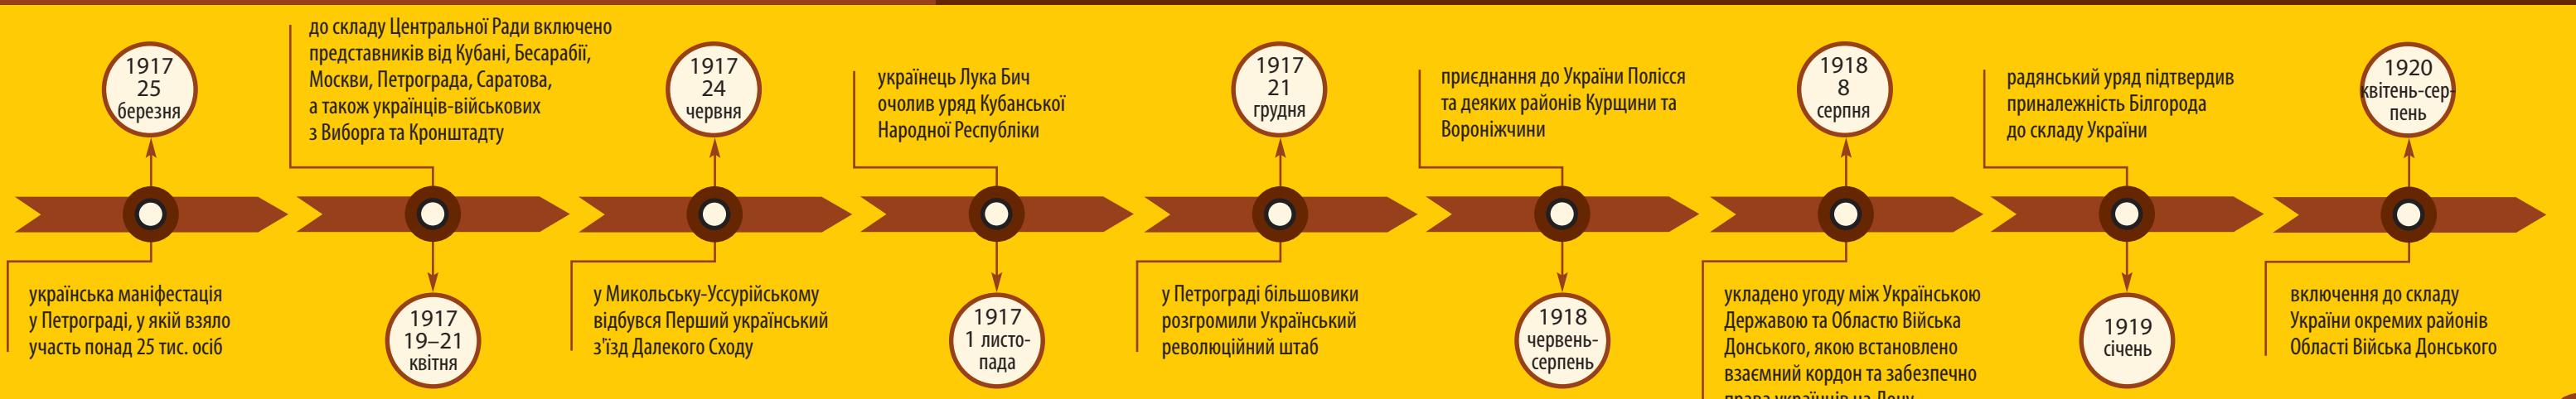 1917
25
березня
українська маніфестація
у Петрограді, у якій взяло
участь понад 25 тис. осіб
до складу Центральної Ради включено
представників від Кубані, Бесарабії,
Москви, Петрограда, Саратова,
а також українців-військових
з Виборга та Кронштадту
1917
19–21
квітня
1917
24
червня
у Микольську-Уссурійському
відбувся Перший український
з'їзд Далекого Сходу
українець Лука Бич
очолив уряд Кубанської
Народної Республіки
1917
1 листо-
пада
1917
21
грудня
у Петрограді більшовики
розгромили Український
революційний штаб
приєднання до України Полісся
та деяких районів Курщини та
Вороніжчини
1918
червень-
серпень
1918
8
серпня
укладено угоду між Українською
Державою та Областю Війська
Донського, якою встановлено
взаємний кордон та забезпечно
права українців на Дону
радянський уряд підтвердив
приналежність Білгорода
до складу України
1919
січень
1920
квітень-сер-
пень
включення до складу
України окремих районів
Області Війська Донського